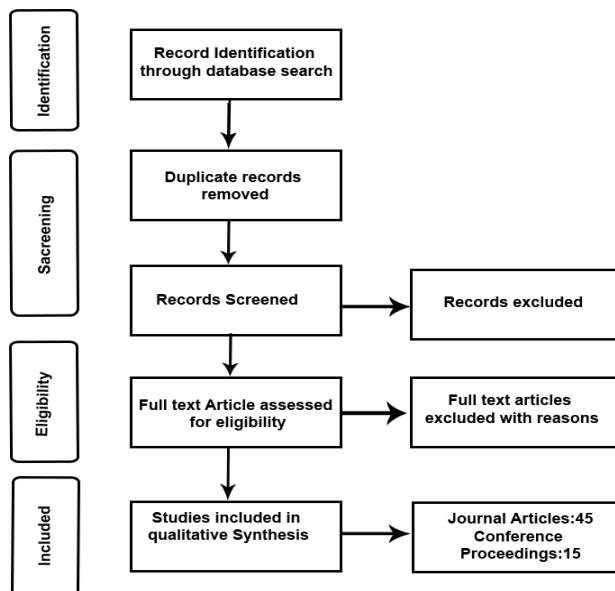 Identification
Record Identification
through database search
Sacreening
Duplicate records
removed
Records Screened
Records excluded
Eligibility
Full text Article assessed
for eligibility
Full text articles
excluded with reasons
Included
Studies included in
qualitative Synthesis
Journal Articles:45
Conference
Proceedings:15